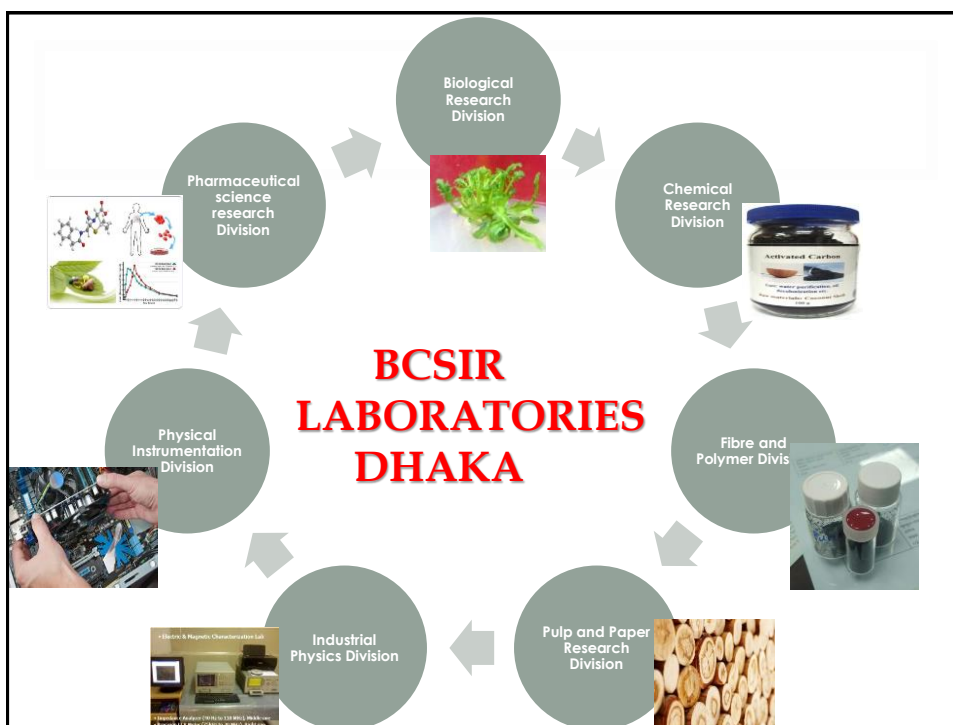 Biological
Research
Division
Chemical
Research
Division
Activated Carbon
Fibre and
Polymer Divis
Pulp and Paper
Research
Division
Industrial
Physics Division
• Electric & Magnetic Characterization Lab
Physical
Instrumentation
Division
Pharmaceutical
science
research
Division
BCSIR
LABORATORIES
DHAKA